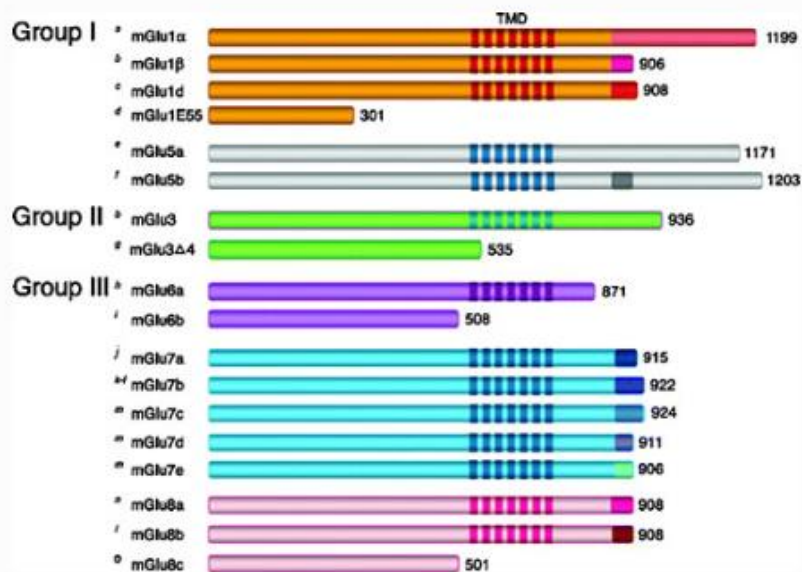 TMD
Group I a mGlu1α 1199
b mGlu1β 906
c mGlu1d 908
d mGlu1E55 301
e mGlu5a 1171
f mGlu5b 1203
Group II b mGlu3 936
g mGlu3Δ4 535
Group III h mGlu6a 871
i mGlu6b 508
j mGlu7a 915
k-l mGlu7b 922
m mGlu7c 924
m mGlu7d 911
m mGlu7e 906
n mGlu8a 908
l mGlu8b 908
o mGlu8c 501